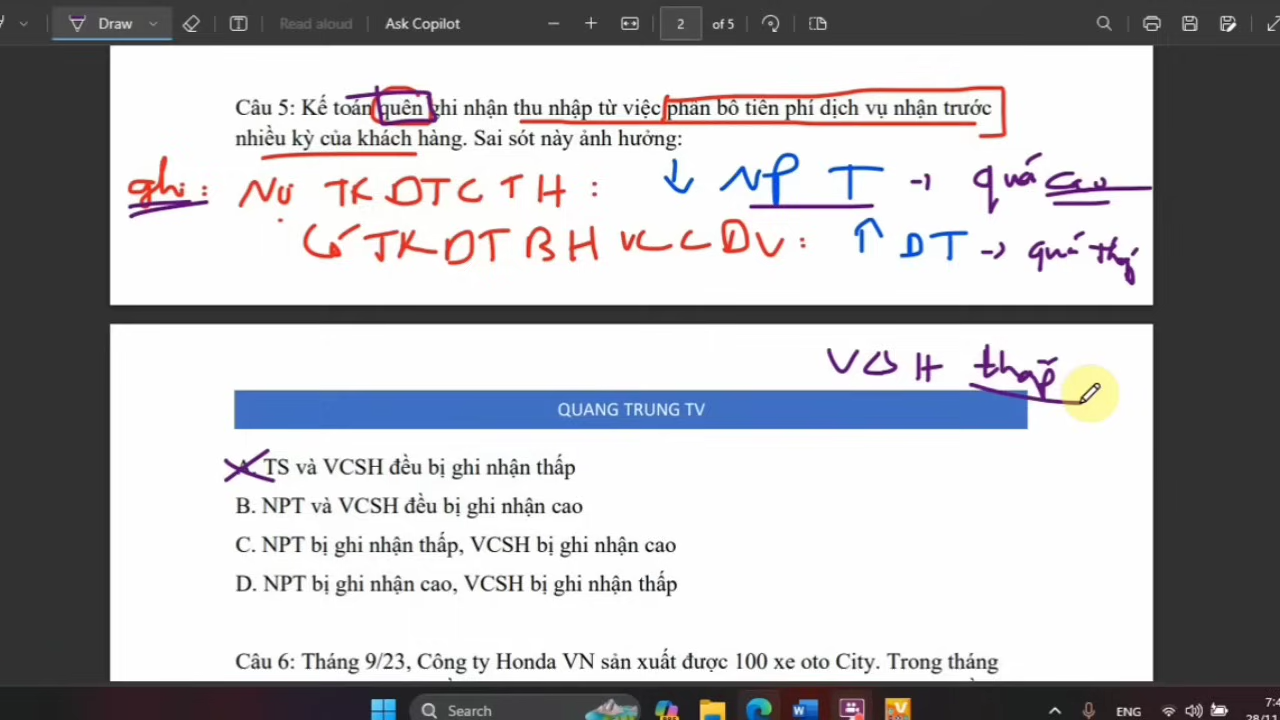 Draw Read aloud Ask Copilot 2 of 5
Câu 5: Kế toán quên ghi nhận thu nhập từ việc phân bổ tiên phí dịch vụ nhận trước
nhiều kỳ của khách hàng. Sai sót này ảnh hưởng:
ghi: Nợ TK DTCTH: ↓ NPT → quá cao
TK DTBH VCCDV: ↑ DT → quá
VCSH thấp
QUANG TRUNG TV
A. TS và VCSH đều bị ghi nhận thấp
B. NPT và VCSH đều bị ghi nhận cao
C. NPT bị ghi nhận thấp, VCSH bị ghi nhận cao
D. NPT bị ghi nhận cao, VCSH bị ghi nhận thấp
Câu 6: Tháng 9/23, Công ty Honda VN sản xuất được 100 xe oto City. Trong tháng
Search ENG